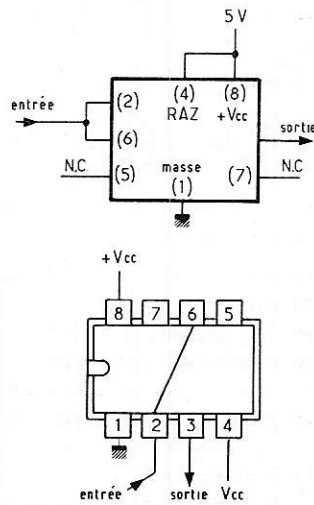 5 V
entrée
(2)
(4)
(8)
RAZ
+Vcc
(6)
sortie
N.C.
(5)
masse
(1)
(7)
N.C
+Vcc
8
7
6
5
1
2
3
4
entrée
sortie
Vcc